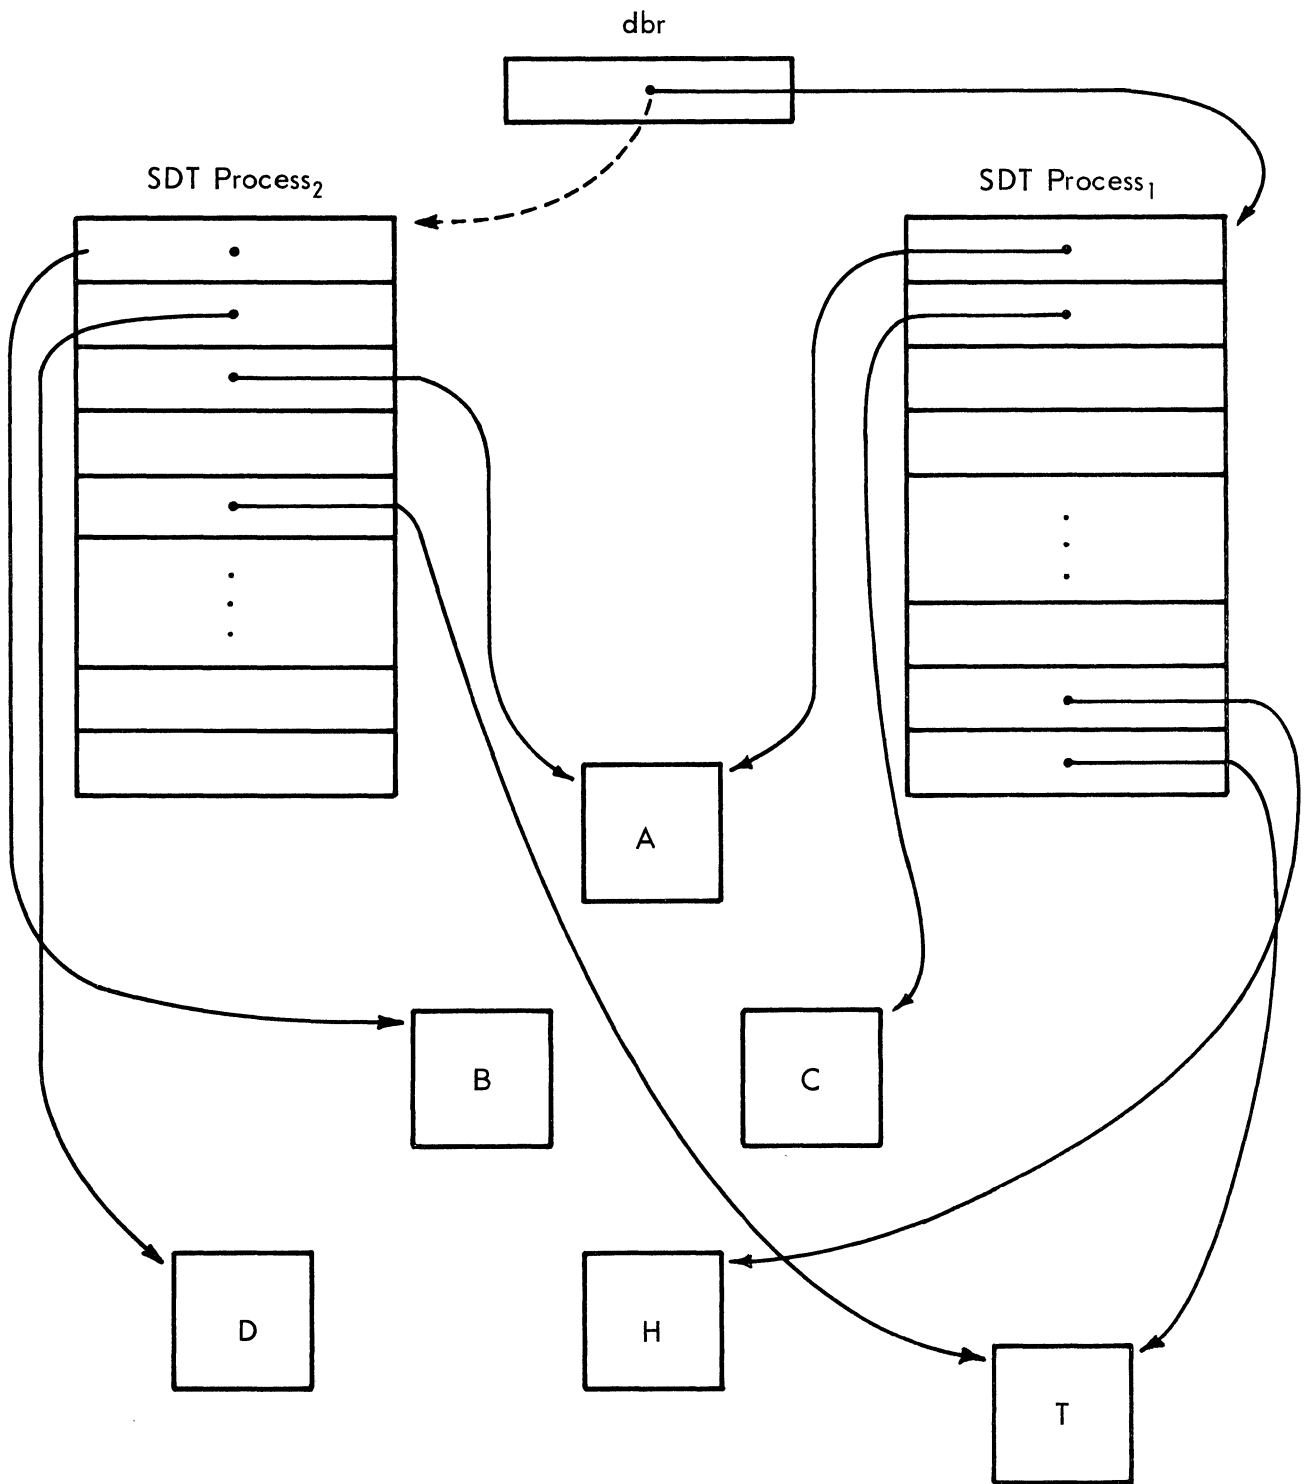 dbr
SDT Process₂
SDT Process₁
A
B
C
D
H
T